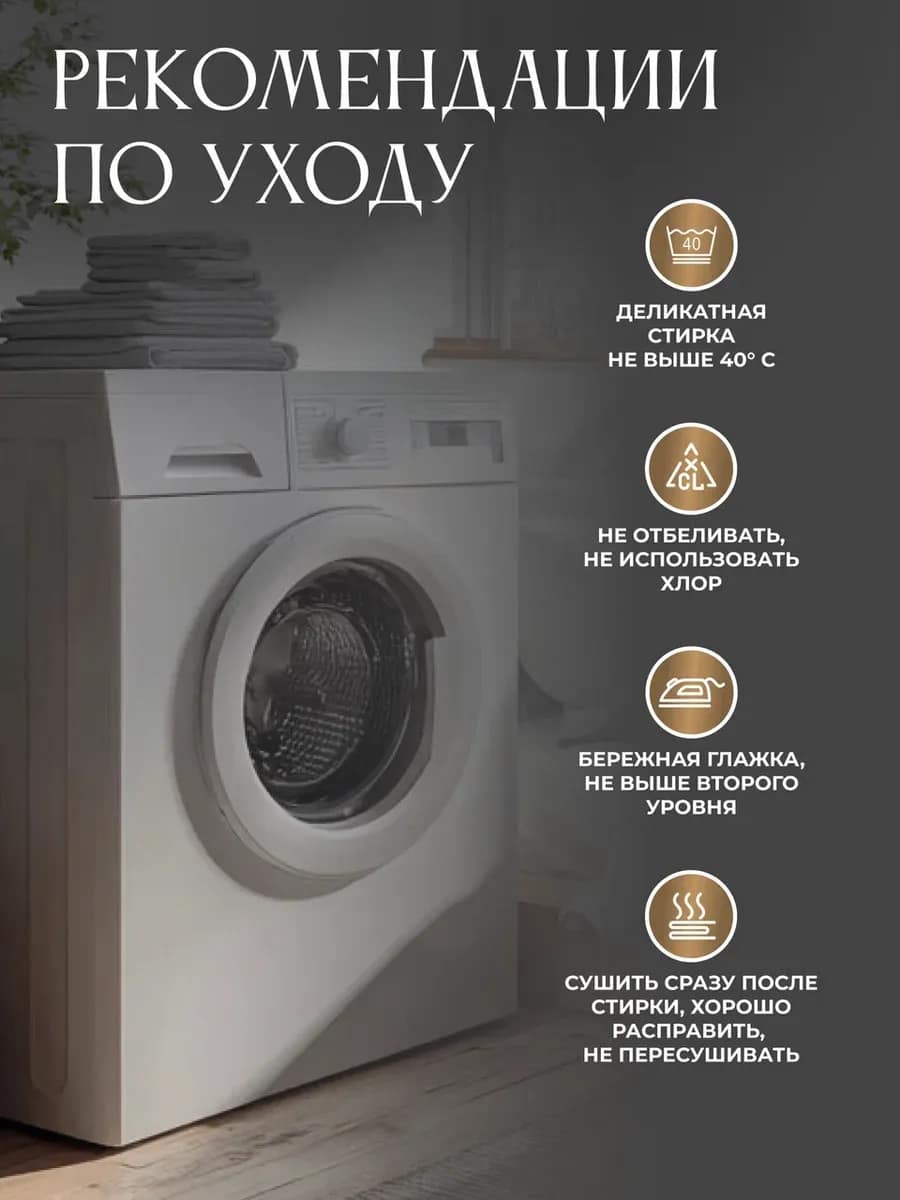 РЕКОМЕНДАЦИИ
ПО УХОДУ
40
ДЕЛИКАТНАЯ
СТИРКА
НЕ ВЫШЕ 40° С
CL
НЕ ОТБЕЛИВАТЬ,
НЕ ИСПОЛЬЗОВАТЬ
ХЛОР
БЕРЕЖНАЯ ГЛАЖКА,
НЕ ВЫШЕ ВТОРОГО
УРОВНЯ
СУШИТЬ СРАЗУ ПОСЛЕ
СТИРКИ, ХОРОШО
РАСПРАВИТЬ,
НЕ ПЕРЕСУШИВАТЬ